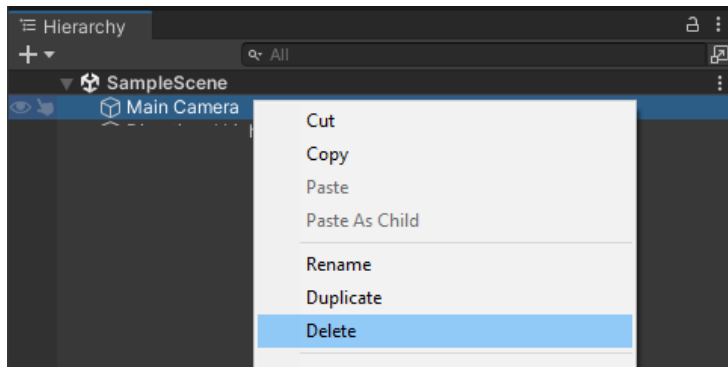 Hierarchy
All
SampleScene
Main Camera
Cut
Copy
Paste
Paste As Child
Rename
Duplicate
Delete